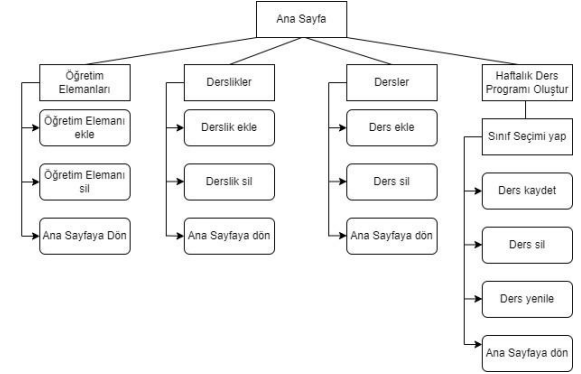 Ana Sayfa
Öğretim
Elemanları
Derslikler
Dersler
Haftalık Ders
Programı Oluştur
Öğretim Elemanı
ekle
Derslik ekle
Ders ekle
Sınıf Seçimi yap
Öğretim Elemanı
sil
Derslik sil
Ders sil
Ders kaydet
Ana Sayfaya Dön
Ana Sayfaya dön
Ana Sayfaya dön
Ders sil
Ders yenile
Ana Sayfaya dön